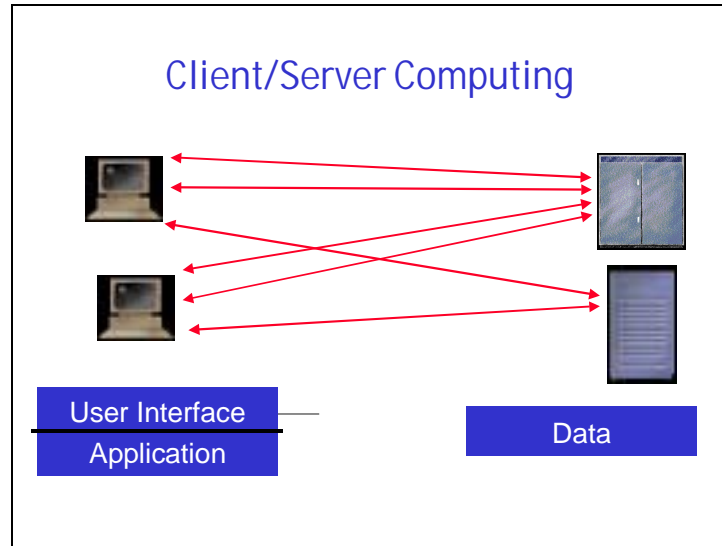 Client/Server Computing
User Interface
Application
Data